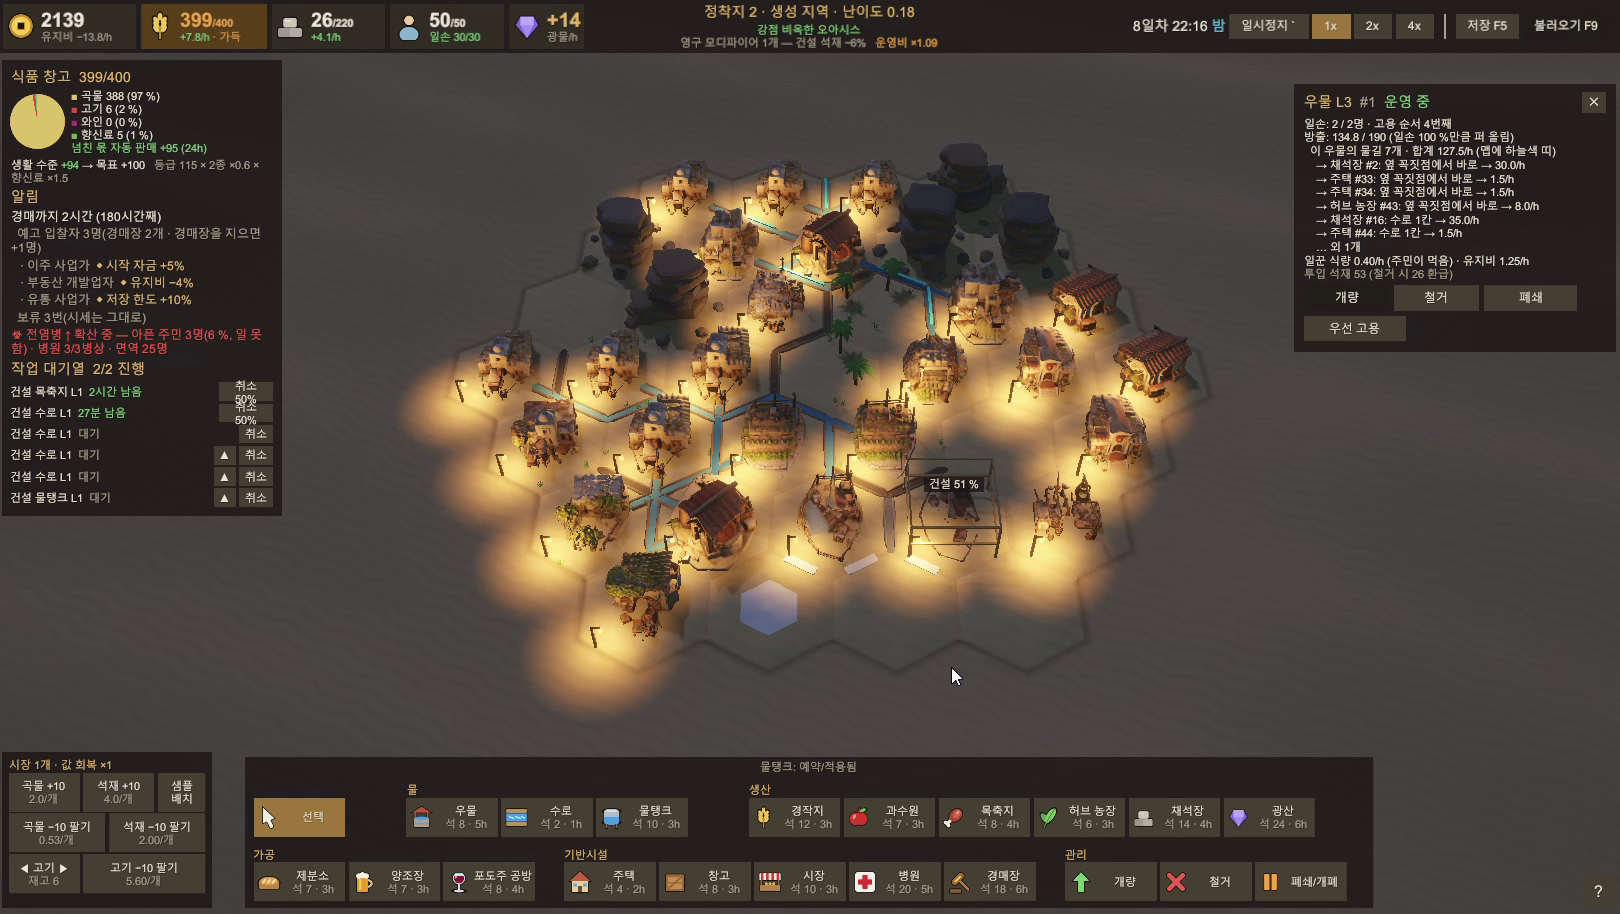 2139
유지비 −13.8/h
399/400
+7.8/h · 가득
26/220
+4.1/h
50/50
일손 30/30
+14
광물/h
정착지 2 · 생성 지역 · 난이도 0.18
강점 비옥한 오아시스
영구 모디파이어 1개 — 건설 석재 −6% 운영비 ×1.09
8일차 22:16 밤
일시정지 `
1x
2x
4x
저장 F5
불러오기 F9
식품 창고 399/400
곡물 388 (97 %)
고기 6 (2 %)
와인 0 (0 %)
향신료 5 (1 %)
넘친 몫 자동 판매 +95 (24h)
생활 수준 +94 → 목표 +100 등급 115 × 2종 ×0.6 ×
향신료 ×1.5
알림
경매까지 2시간 (180시간째)
예고 입찰자 3명(경매장 2개 · 경매장을 지으면
+1명)
· 이주 사업가 ◆ 시작 자금 +5%
· 부동산 개발업자 ◆ 유지비 −4%
· 유통 사업가 ◆ 저장 한도 +10%
보류 3번(시세는 그대로)
전염병 ↑ 확산 중 — 아픈 주민 3명(6 %, 일 못
함) · 병원 3/3병상 · 면역 25명
작업 대기열 2/2 진행
건설 목축지 L1 2시간 남음
취소
50%
건설 수로 L1 27분 남음
취소
50%
건설 수로 L1 대기
취소
건설 수로 L1 대기
▲
취소
건설 수로 L1 대기
▲
취소
건설 물탱크 L1 대기
▲
취소
우물 L3 #1 운영 중
✕
일손: 2 / 2명 · 고용 순서 4번째
방출: 134.8 / 190 (일손 100 %만큼 퍼 올림)
이 우물의 물길 7개 · 합계 127.5/h (맵에 하늘색 띠)
→ 채석장 #2: 옆 꼭짓점에서 바로 → 30.0/h
→ 주택 #33: 옆 꼭짓점에서 바로 → 1.5/h
→ 주택 #34: 옆 꼭짓점에서 바로 → 1.5/h
→ 허브 농장 #43: 옆 꼭짓점에서 바로 → 8.0/h
→ 채석장 #16: 수로 1칸 → 35.0/h
→ 주택 #44: 수로 1칸 → 1.5/h
… 외 1개
일꾼 식량 0.40/h (주민이 먹음) · 유지비 1.25/h
투입 석재 53 (철거 시 26 환급)
개량
철거
폐쇄
우선 고용
건설 51 %
시장 1개 · 값 회복 ×1
곡물 +10
2.0/개
석재 +10
4.0/개
샘플
배치
곡물 −10 팔기
0.53/개
석재 −10 팔기
2.00/개
◀ 고기 ▶
재고 6
고기 −10 팔기
5.60/개
물탱크: 예약/적용됨
선택
물
우물
석 8 · 5h
수로
석 2 · 1h
물탱크
석 10 · 3h
생산
경작지
석 12 · 3h
과수원
석 7 · 3h
목축지
석 8 · 4h
허브 농장
석 6 · 3h
채석장
석 14 · 4h
광산
석 24 · 6h
가공
제분소
석 7 · 3h
양조장
석 7 · 3h
포도주 공방
석 8 · 4h
기반시설
주택
석 4 · 2h
창고
석 8 · 3h
시장
석 10 · 3h
병원
석 20 · 5h
경매장
석 18 · 6h
관리
개량
철거
폐쇄/개폐
?